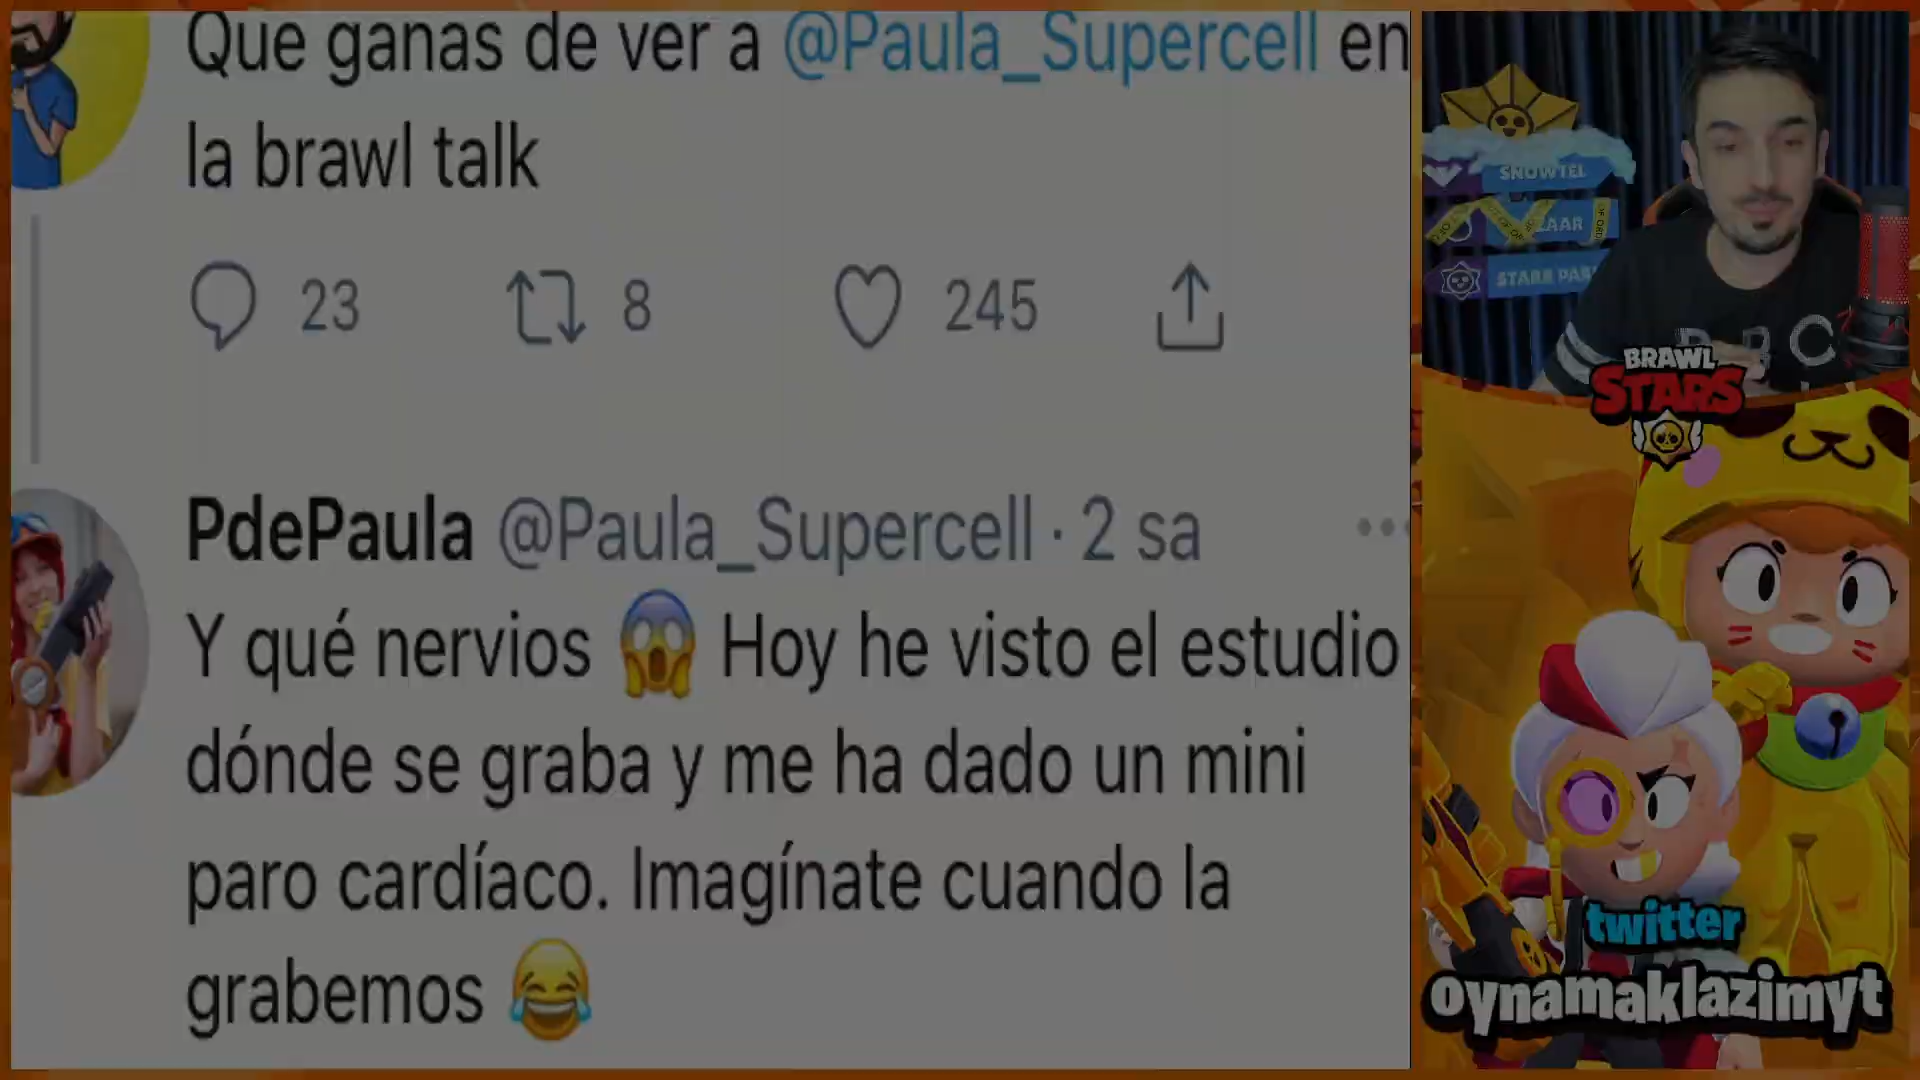 Que ganas de ver a @Paula_Supercell en
la brawl talk
23 8 245
PdePaula @Paula_Supercell · 2 sa
Y qué nervios 😱 Hoy he visto el estudio
dónde se graba y me ha dado un mini
paro cardíaco. Imagínate cuando la
grabemos 😂
SNOWTEL
BRAWL
STARS
twitter
oynamaklazimyt